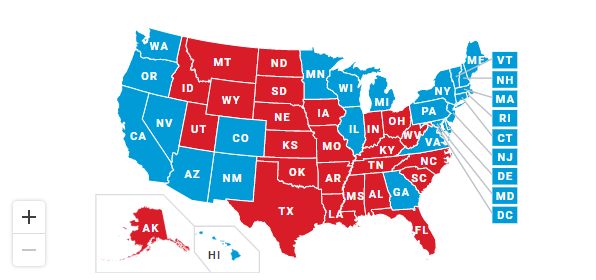 WA
MT
ND
MN
ME
VT
OR
ID
SD
WI
MI
NY
NH
WY
MA
NV
NE
IA
PA
RI
CA
UT
CO
IL
IN
OH
CT
KS
MO
WV
VA
KY
NJ
AZ
NM
OK
AR
TN
NC
DE
SC
MD
MS
AL
GA
TX
LA
DC
FL
AK
HI
+
−